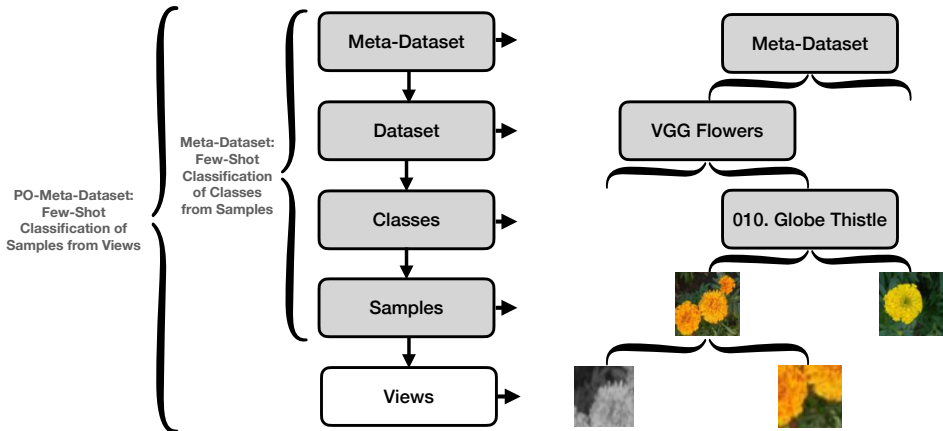 PO-Meta-Dataset:
Few-Shot
Classification of
Samples from Views
Meta-Dataset:
Few-Shot
Classification
of Classes
from Samples
Meta-Dataset
Dataset
Classes
Samples
Views
Meta-Dataset
VGG Flowers
010. Globe Thistle